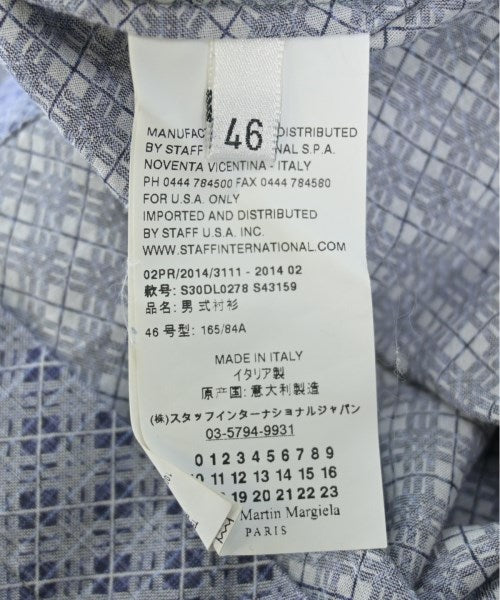 46
MANUFAC DISTRIBUTED
BY STAFF NAL S.P.A.
NOVENTA VICENTINA - ITALY
PH 0444 784500 FAX 0444 784580
FOR U.S.A. ONLY
IMPORTED AND DISTRIBUTED
BY STAFF U.S.A. INC.
WWW.STAFFINTERNATIONAL.COM
02PR/2014/3111 - 2014 02
款号: S30DL0278 S43159
品名: 男式衬衫
46 号型: 165/84A
MADE IN ITALY
イタリア製
原产国: 意大利製造
(株)スタッフインターナショナルジャパン
03-5794-9931
0 1 2 3 4 5 6 7 8 9
10 11 12 13 14 15 16
19 20 21 22 23
Martin Margiela
PARIS